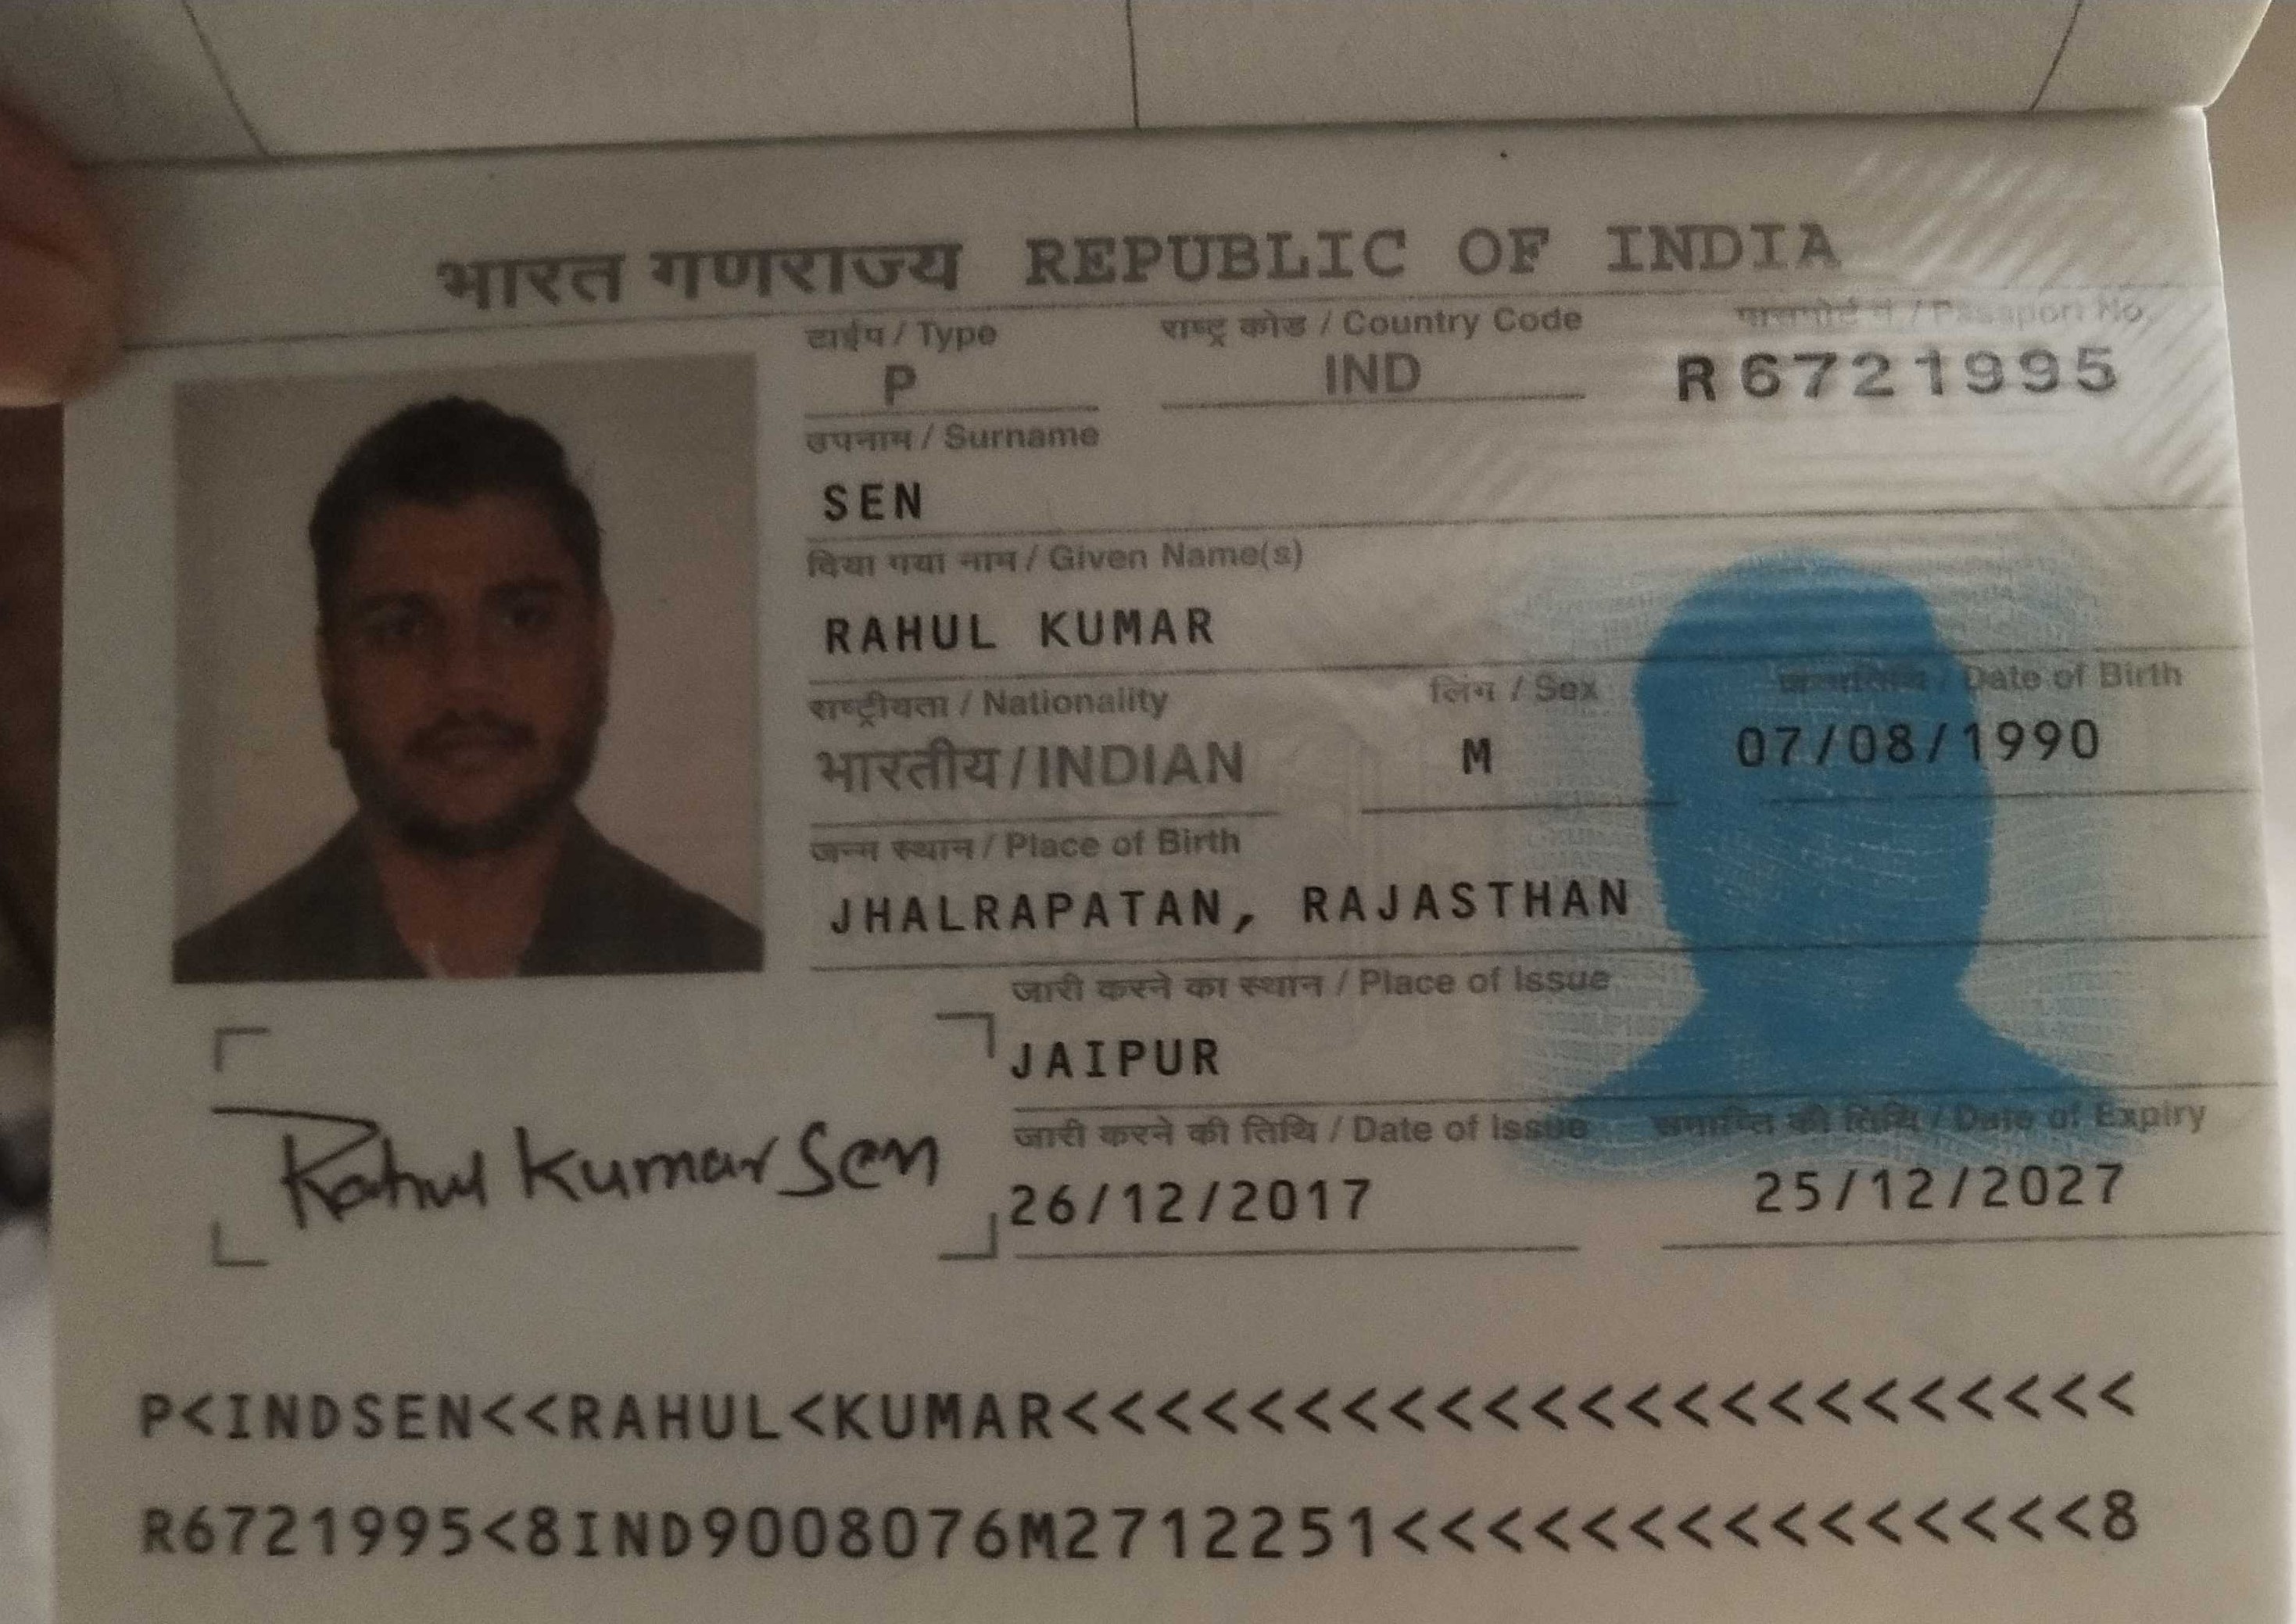 भारत गणराज्य REPUBLIC OF INDIA
टाईप / Type राष्ट्र कोड / Country Code पासपोर्ट नं / Passport No.
P IND R6721995
उपनाम / Surname
SEN
दिया गया नाम / Given Name(s)
RAHUL KUMAR
राष्ट्रीयता / Nationality लिंग / Sex जन्मतिथि / Date of Birth
भारतीय / INDIAN M 07/08/1990
जन्म स्थान / Place of Birth
JHALRAPATAN, RAJASTHAN
जारी करने का स्थान / Place of Issue
JAIPUR
जारी करने की तिथि / Date of Issue समाप्ति की तिथि / Date of Expiry
Rahul Kumar Sen 26/12/2017 25/12/2027
P<INDSEN<<RAHUL<KUMAR<<<<<<<<<<<<<<<<<<<<<<<
R6721995<8IND9008076M2712251<<<<<<<<<<<<<<<8